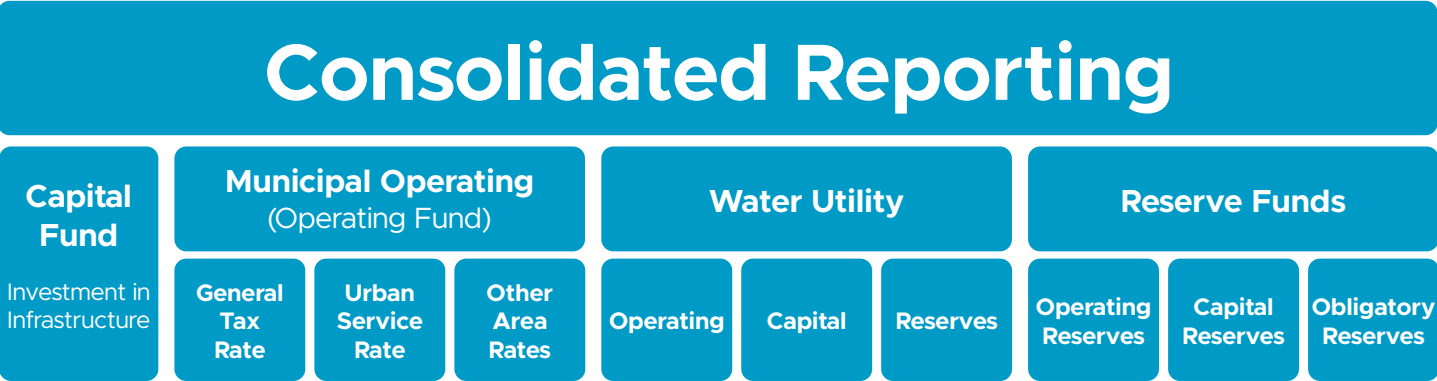 Consolidated Reporting
Capital
Fund
Investment in
Infrastructure
Municipal Operating
(Operating Fund)
General
Tax
Rate
Urban
Service
Rate
Other
Area
Rates
Water Utility
Operating
Capital
Reserves
Reserve Funds
Operating
Reserves
Capital
Reserves
Obligatory
Reserves